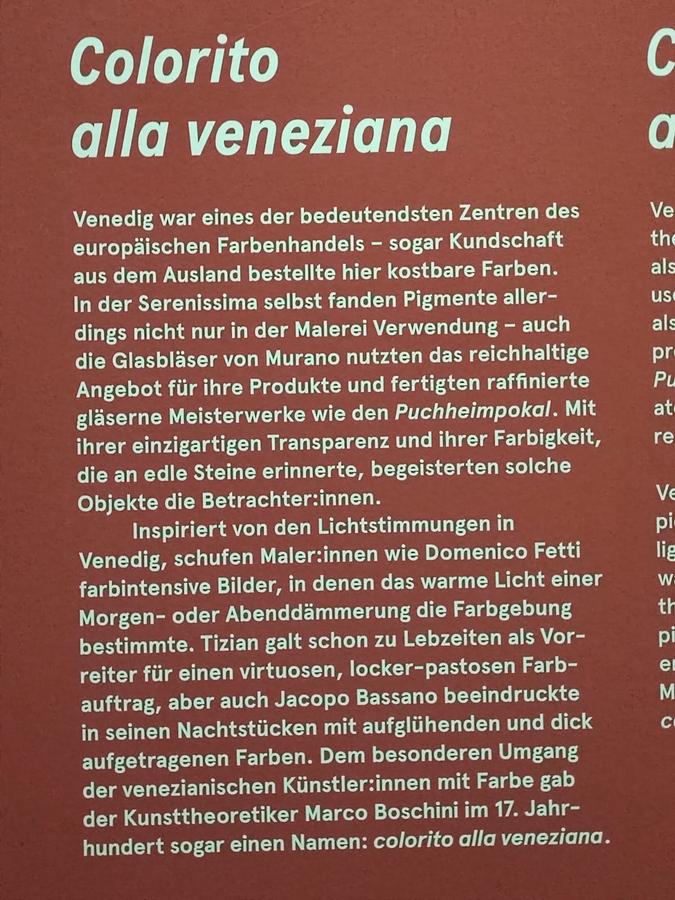 Colorito
alla veneziana
Venedig war eines der bedeutendsten Zentren des
europäischen Farbenhandels – sogar Kundschaft
aus dem Ausland bestellte hier kostbare Farben.
In der Serenissima selbst fanden Pigmente aller-
dings nicht nur in der Malerei Verwendung – auch
die Glasbläser von Murano nutzten das reichhaltige
Angebot für ihre Produkte und fertigten raffinierte
gläserne Meisterwerke wie den Puchheimpokal. Mit
ihrer einzigartigen Transparenz und ihrer Farbigkeit,
die an edle Steine erinnerte, begeisterten solche
Objekte die Betrachter:innen.
Inspiriert von den Lichtstimmungen in
Venedig, schufen Maler:innen wie Domenico Fetti
farbintensive Bilder, in denen das warme Licht einer
Morgen- oder Abenddämmerung die Farbgebung
bestimmte. Tizian galt schon zu Lebzeiten als Vor-
reiter für einen virtuosen, locker-pastosen Farb-
auftrag, aber auch Jacopo Bassano beeindruckte
in seinen Nachtstücken mit aufglühenden und dick
aufgetragenen Farben. Dem besonderen Umgang
der venezianischen Künstler:innen mit Farbe gab
der Kunsttheoretiker Marco Boschini im 17. Jahr-
hundert sogar einen Namen: colorito alla veneziana.